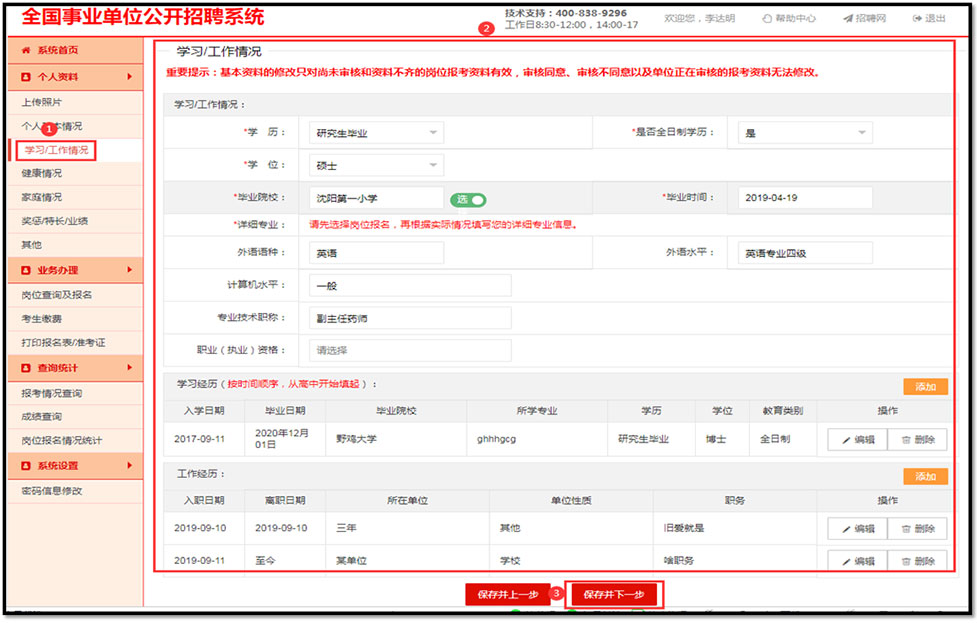 全国事业单位公开招聘系统
技术支持：400-838-9296
工作日8:30-12:00，14:00-17
欢迎您，李达明 帮助中心 招聘网 退出
2
系统首页
个人资料
上传照片
个人基本情况
1
学习/工作情况
健康情况
家庭情况
奖惩/特长/业绩
其他
业务办理
岗位查询及报名
考生缴费
打印报名表/准考证
查询统计
报考情况查询
成绩查询
岗位报名情况统计
系统设置
密码信息修改
学习/工作情况
重要提示：基本资料的修改只对尚未审核和资料不齐的岗位报考资料有效，审核同意、审核不同意以及单位正在审核的报考资料无法修改。
学习/工作情况：
*学 历： 研究生毕业 *是否全日制学历： 是
*学 位： 硕士
*毕业院校： 沈阳第一小学 选 *毕业时间： 2019-04-19
*详细专业： 请先选择岗位报名，再根据实际情况填写您的详细专业信息。
外语语种： 英语 外语水平： 英语专业四级
计算机水平： 一般
专业技术职称： 副主任药师
职业（执业）资格： 请选择
学习经历（按时间顺序，从高中开始填起）： 添加
入学日期 毕业日期 毕业院校 所学专业 学历 学位 教育类别 操作
2017-09-11 2020年12月01日 野鸡大学 ghhhgcg 研究生毕业 博士 全日制 编辑 删除
工作经历： 添加
入职日期 离职日期 所在单位 单位性质 职务 操作
2019-09-10 2019-09-10 三年 其他 旧爱就是 编辑 删除
2019-09-11 至今 某单位 学校 啥职务 编辑 删除
保存并上一步 3 保存并下一步